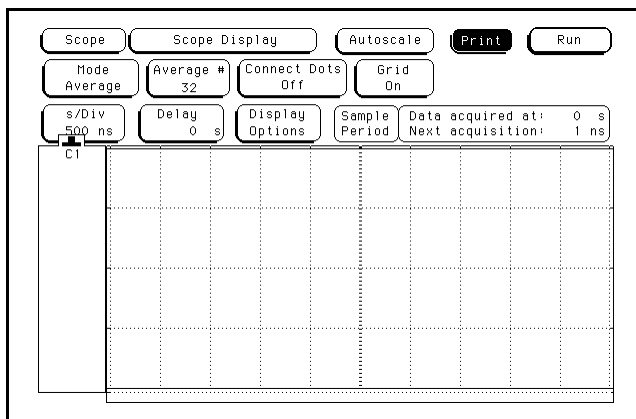 Scope Scope Display Autoscale Print Run
Mode Average # Connect Dots Grid
Average 32 Off On
s/Div Delay Display Sample Data acquired at: 0 s
500 ns 0 s Options Period Next acquisition: 1 ns
C1